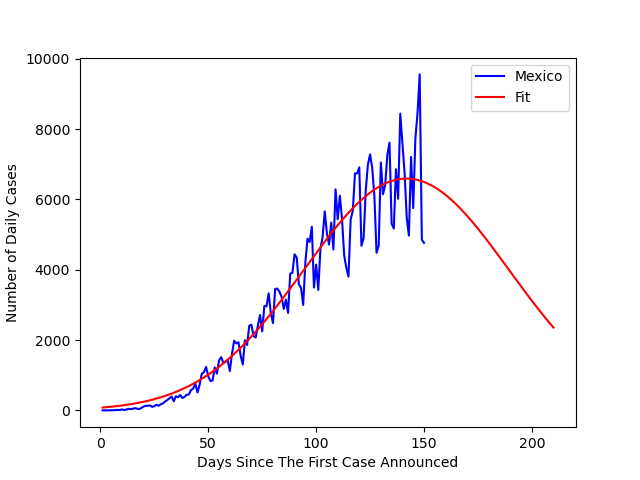 10000
8000
6000
4000
2000
0
Number of Daily Cases
Mexico
Fit
0 50 100 150 200
Days Since The First Case Announced